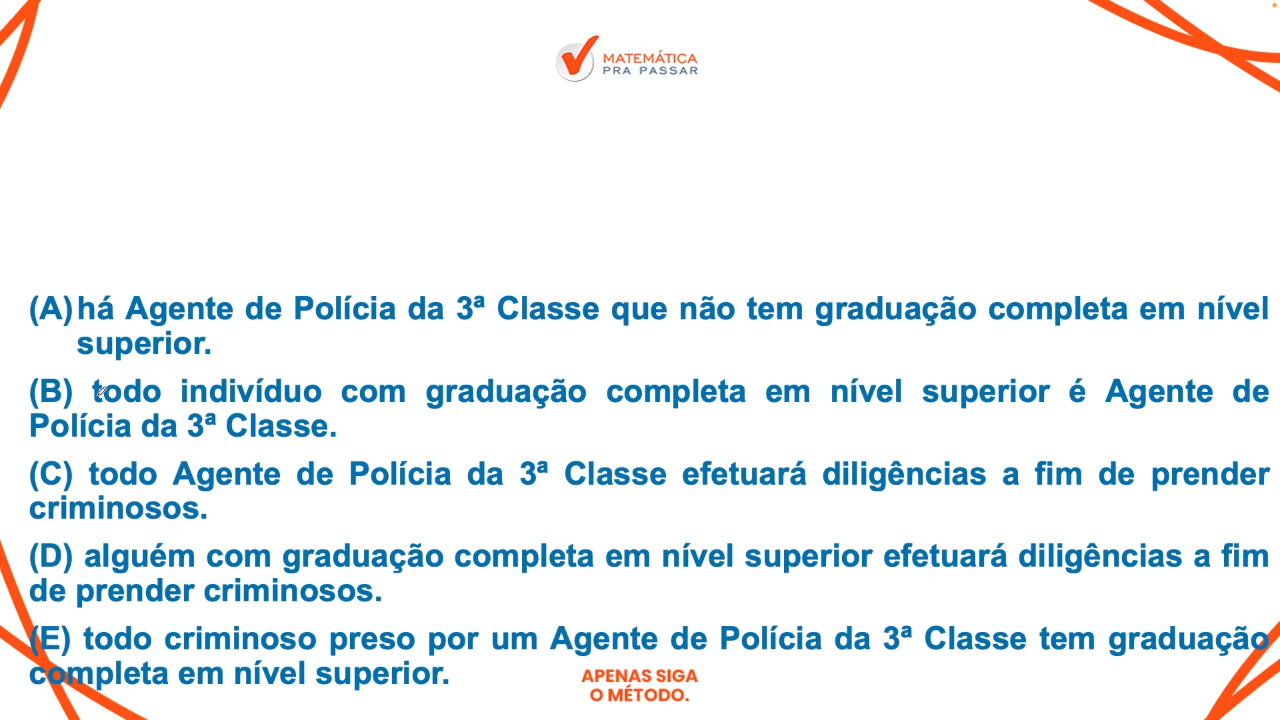 MATEMÁTICA
PRA PASSAR
(A) há Agente de Polícia da 3ª Classe que não tem graduação completa em nível
superior.
(B) todo indivíduo com graduação completa em nível superior é Agente de
Polícia da 3ª Classe.
(C) todo Agente de Polícia da 3ª Classe efetuará diligências a fim de prender
criminosos.
(D) alguém com graduação completa em nível superior efetuará diligências a fim
de prender criminosos.
(E) todo criminoso preso por um Agente de Polícia da 3ª Classe tem graduação
completa em nível superior.
APENAS SIGA
O MÉTODO.